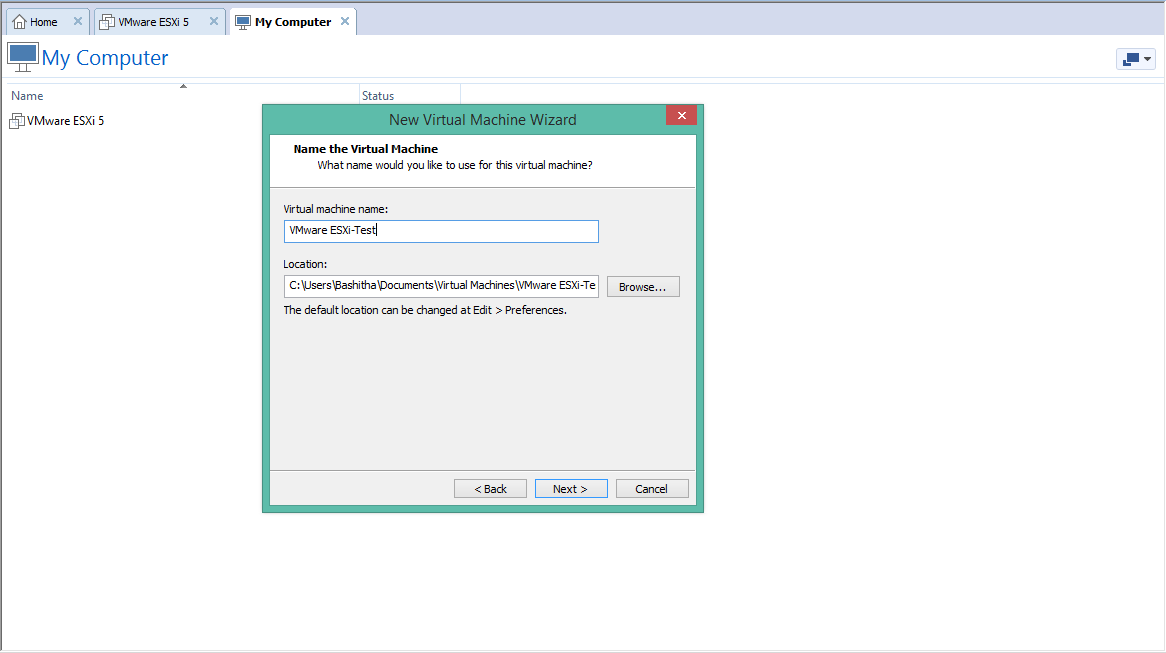 Home
VMware ESXi 5
My Computer
My Computer
Name
Status
VMware ESXi 5
New Virtual Machine Wizard
Name the Virtual Machine
What name would you like to use for this virtual machine?
Virtual machine name:
VMware ESXi-Test
Location:
C:\Users\Bashitha\Documents\Virtual Machines\VMware ESXi-Te
Browse...
The default location can be changed at Edit > Preferences.
< Back
Next >
Cancel